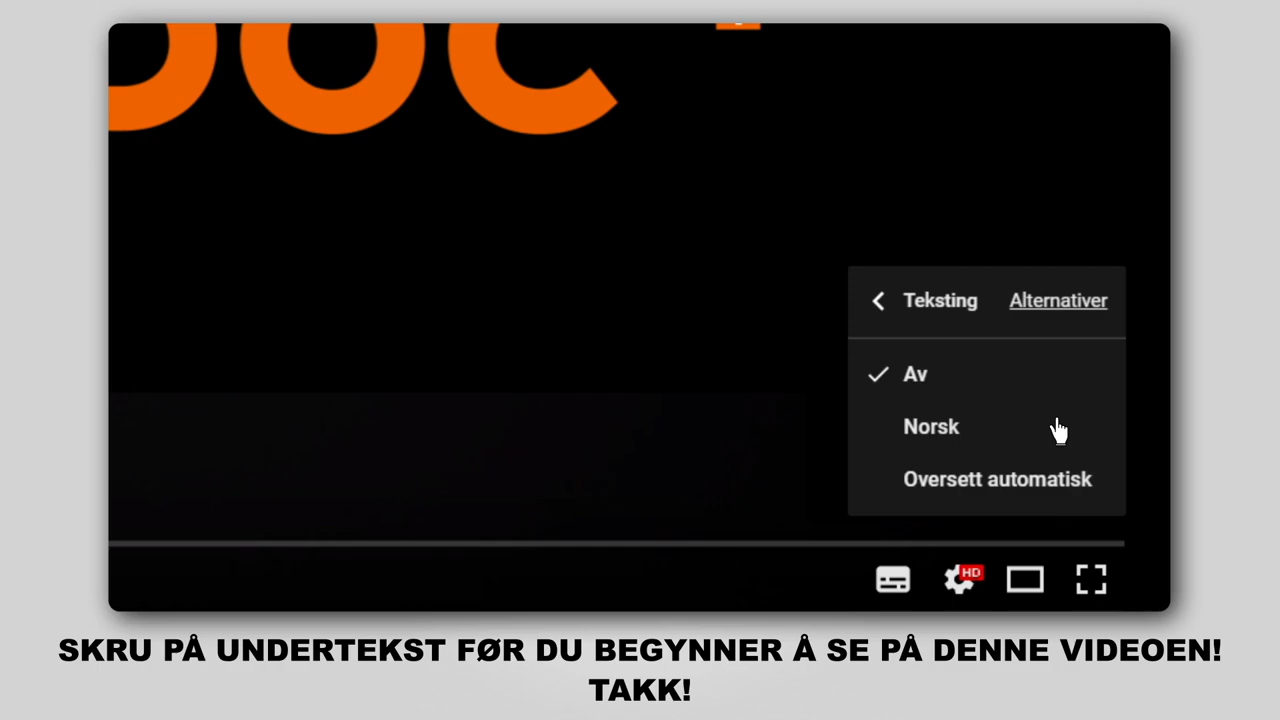 Teksting Alternativer
Av
Norsk
Oversett automatisk
HD
SKRU PÅ UNDERTEKST FØR DU BEGYNNER Å SE PÅ DENNE VIDEOEN!
TAKK!